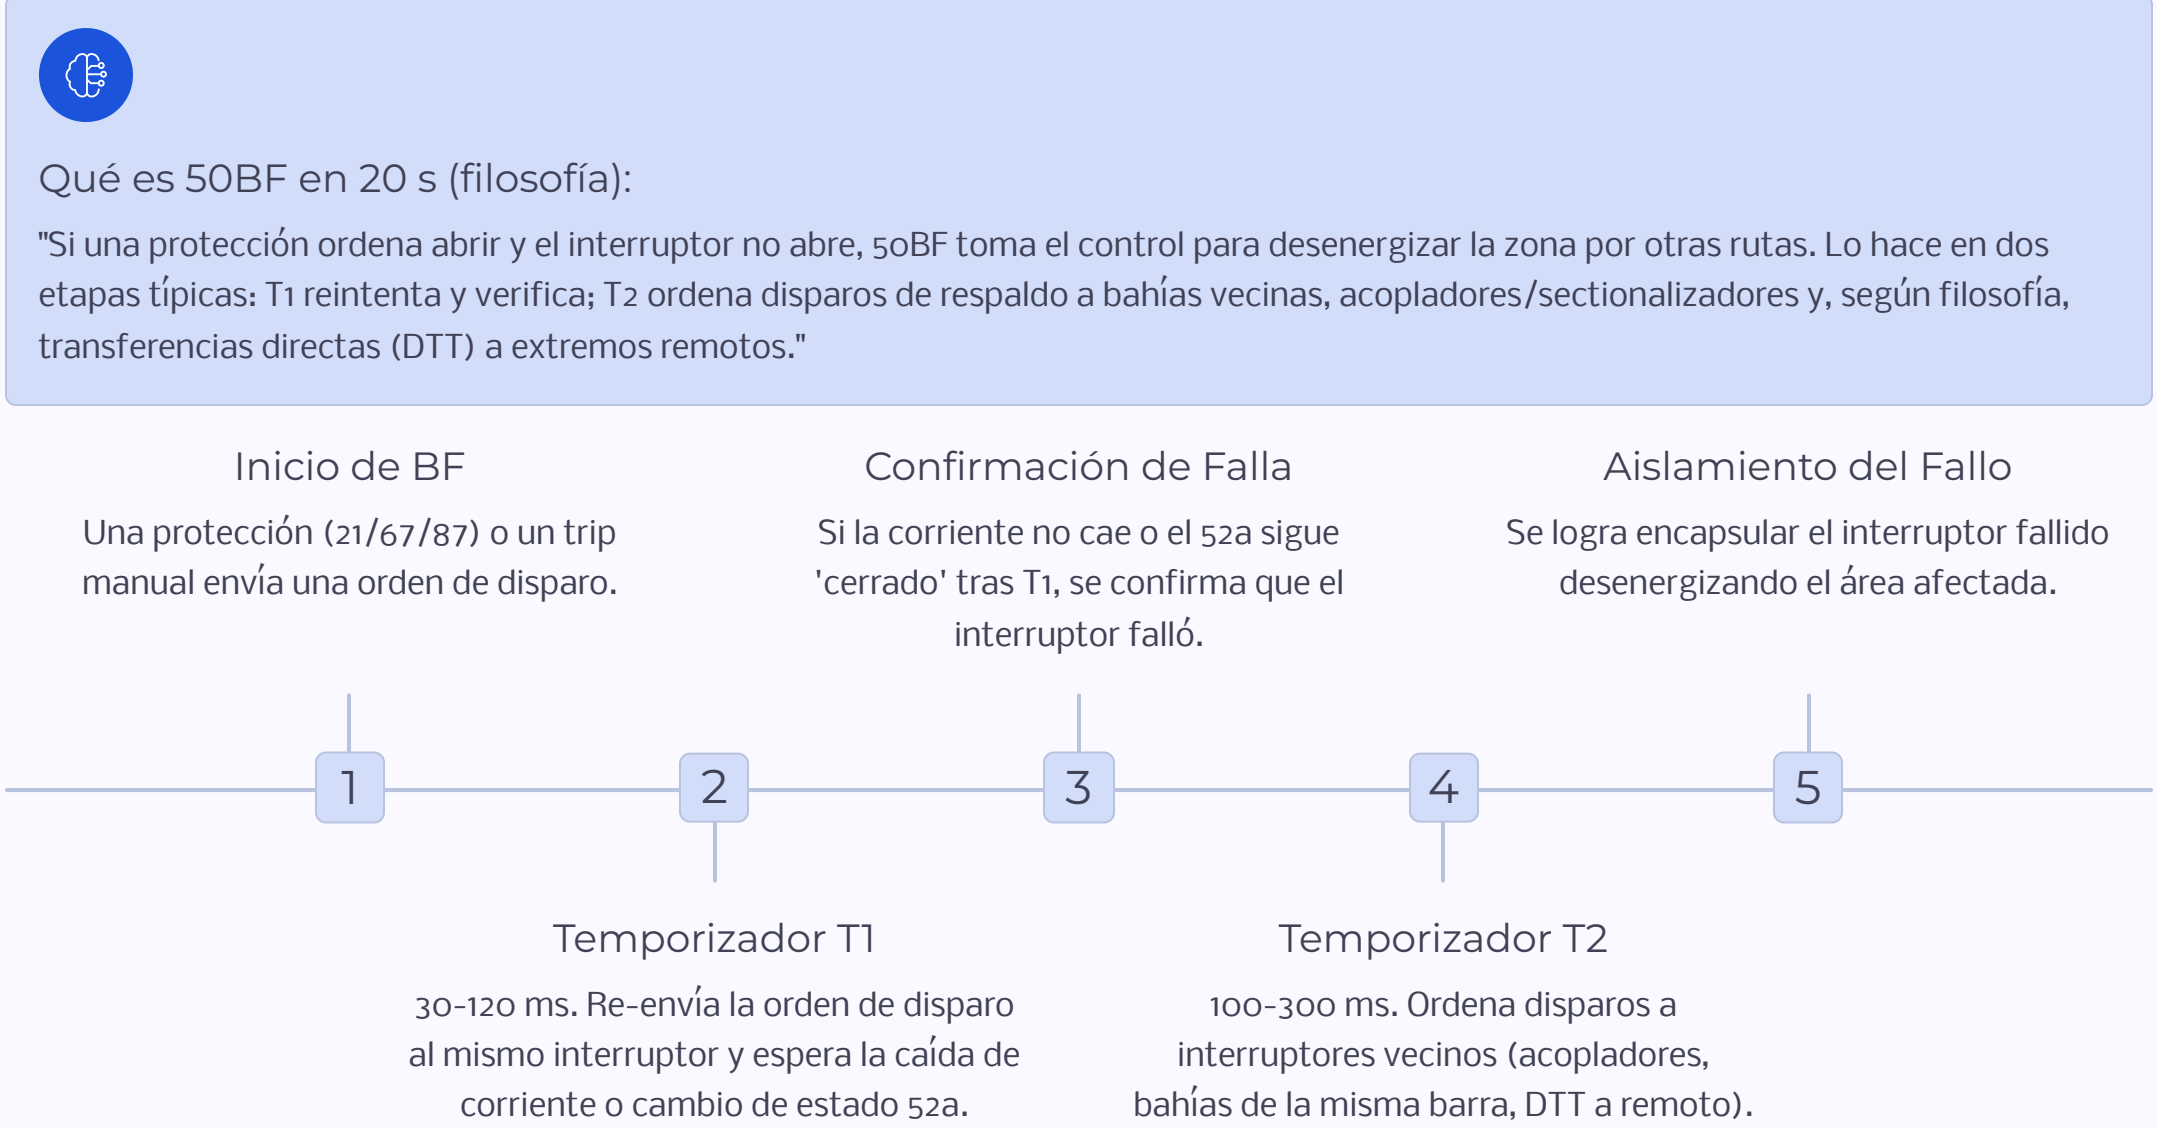 Qué es 50BF en 20 s (filosofía):
"Si una protección ordena abrir y el interruptor no abre, 50BF toma el control para desenergizar la zona por otras rutas. Lo hace en dos
etapas típicas: T1 reintenta y verifica; T2 ordena disparos de respaldo a bahías vecinas, acopladores/sectionalizadores y, según filosofía,
transferencias directas (DTT) a extremos remotos."
Inicio de BF
Una protección (21/67/87) o un trip
manual envía una orden de disparo.
Confirmación de Falla
Si la corriente no cae o el 52a sigue
'cerrado' tras T1, se confirma que el
interruptor falló.
Aislamiento del Fallo
Se logra encapsular el interruptor fallido
desenergizando el área afectada.
1
2
3
4
5
Temporizador T1
30-120 ms. Re-envía la orden de disparo
al mismo interruptor y espera la caída de
corriente o cambio de estado 52a.
Temporizador T2
100-300 ms. Ordena disparos a
interruptores vecinos (acopladores,
bahías de la misma barra, DTT a remoto).